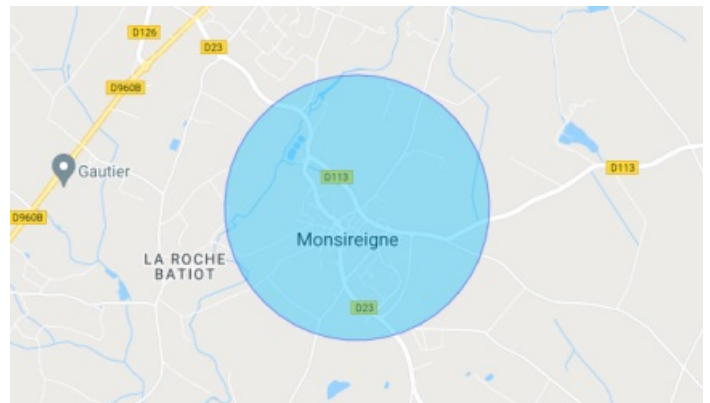 D126
D23
D960B
Gautier
D113
D113
D960B
Monsireigne
LA ROCHE
BATIOT
D23